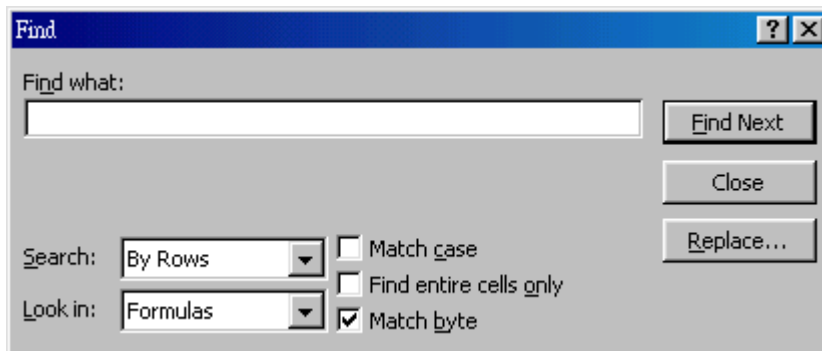 Find
Find what:
Find Next
Close
Replace...
Search:
By Rows
Look in:
Formulas
Match case
Find entire cells only
Match byte